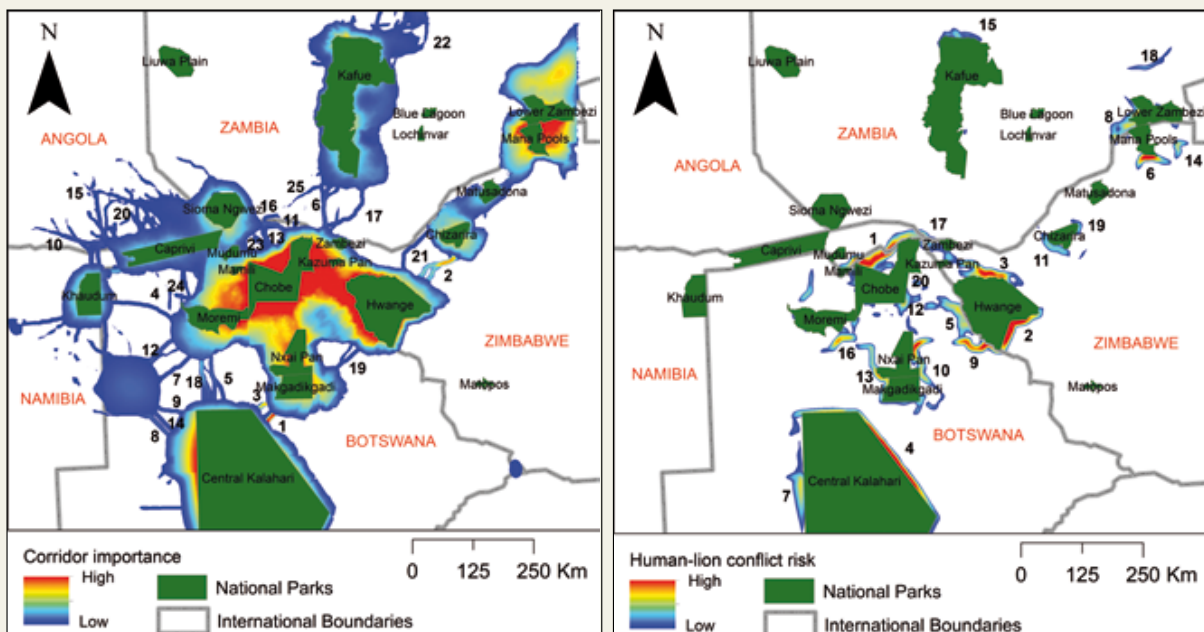 N
Liuwa Plain
Kafue
22
Blue Lagoon
Lochinvar
Lower Zambezi
Mana Pools
ANGOLA
ZAMBIA
15
20
Sioma Ngwezi
16
25
11
6
17
Matusadona
10
Caprivi
Mudumu
23
13
Zambezi
Chizarira
Mamili
Kazuma Pan
21
2
Khaudum
4
24
Chobe
Hwange
Moremi
ZIMBABWE
12
Nxai Pan
19
7
18
5
Makgadikgadi
Matopos
NAMIBIA
9
3
14
1
8
BOTSWANA
Central Kalahari
Corridor importance
High
Low
National Parks
International Boundaries
0 125 250 Km
N
15
18
Liuwa Plain
Kafue
Blue Lagoon
Lochinvar
Lower Zambezi
8
Mana Pools
14
6
ANGOLA
ZAMBIA
Matusadona
Sioma Ngwezi
17
19
Caprivi
Mudumu
1
Zambezi
Chizarira
11
Mamili
Kazuma Pan
3
Khaudum
Chobe
20
12
Hwange
Moremi
5
2
ZIMBABWE
16
Nxai Pan
9
13
10
Makgadikgadi
Matopos
NAMIBIA
4
BOTSWANA
Central Kalahari
7
Human-lion conflict risk
High
Low
National Parks
International Boundaries
0 125 250 Km